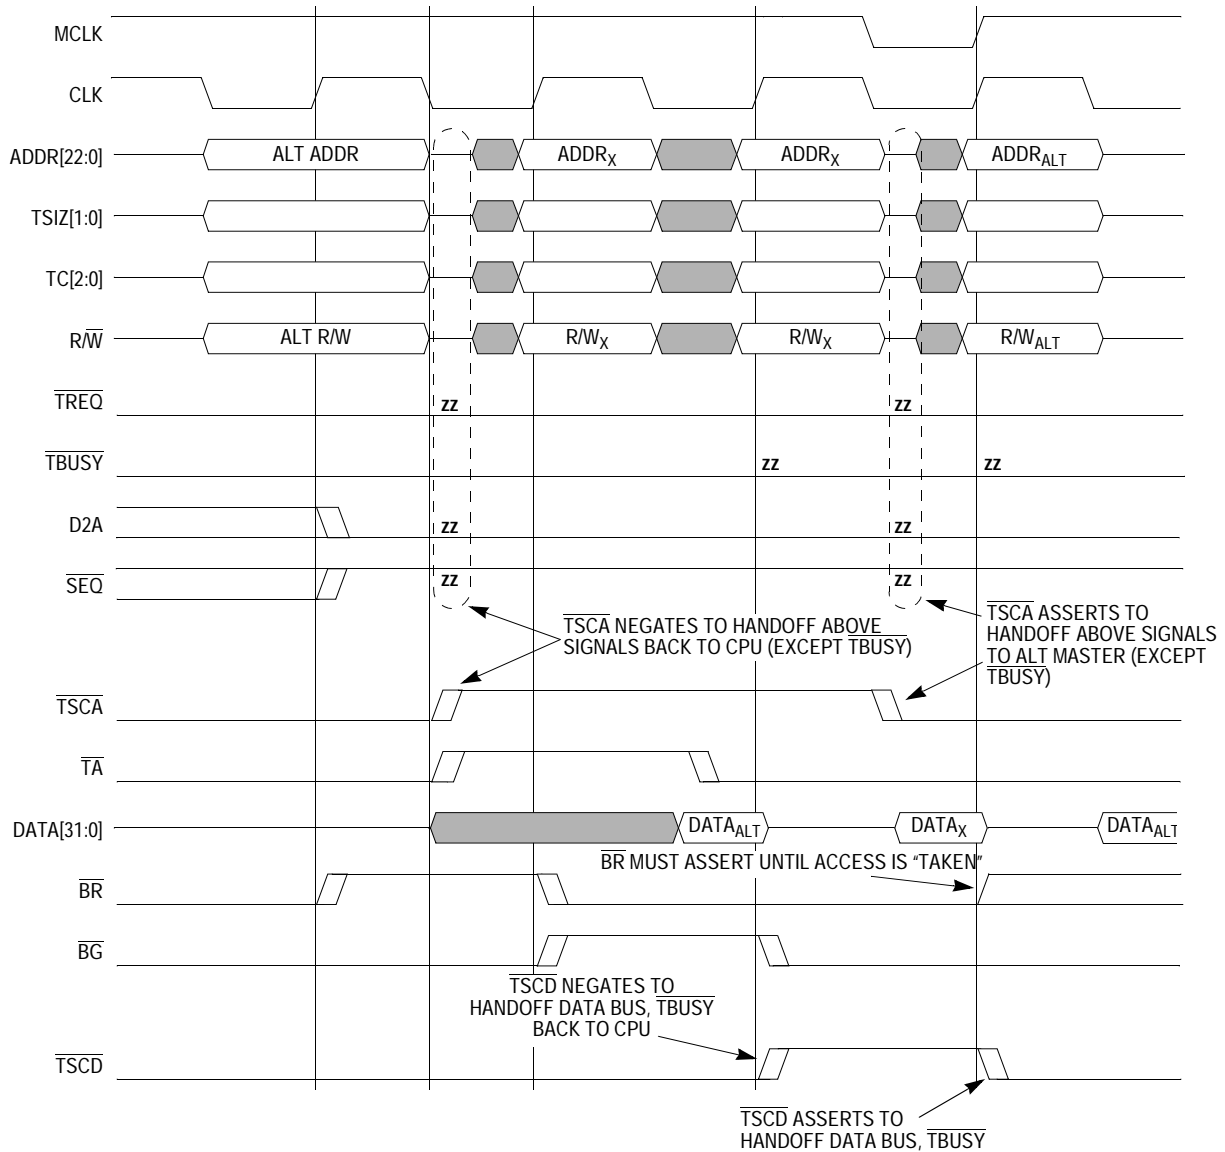 MCLK
CLK
ADDR[22:0]
ALT ADDR
ADDRX
ADDRX
ADDRALT
TSIZ[1:0]
TC[2:0]
R/W
ALT R/W
R/WX
R/WX
R/WALT
TREQ
zz
zz
TBUSY
zz
zz
D2A
zz
zz
SEQ
zz
zz
TSCA NEGATES TO HANDOFF ABOVE
SIGNALS BACK TO CPU (EXCEPT TBUSY)
TSCA ASSERTS TO
HANDOFF ABOVE SIGNALS
TO ALT MASTER (EXCEPT
TBUSY)
TSCA
TA
DATA[31:0]
DATAALT
DATAX
DATAALT
BR MUST ASSERT UNTIL ACCESS IS “TAKEN”
BR
BG
TSCD NEGATES TO
HANDOFF DATA BUS, TBUSY
BACK TO CPU
TSCD
TSCD ASSERTS TO
HANDOFF DATA BUS, TBUSY